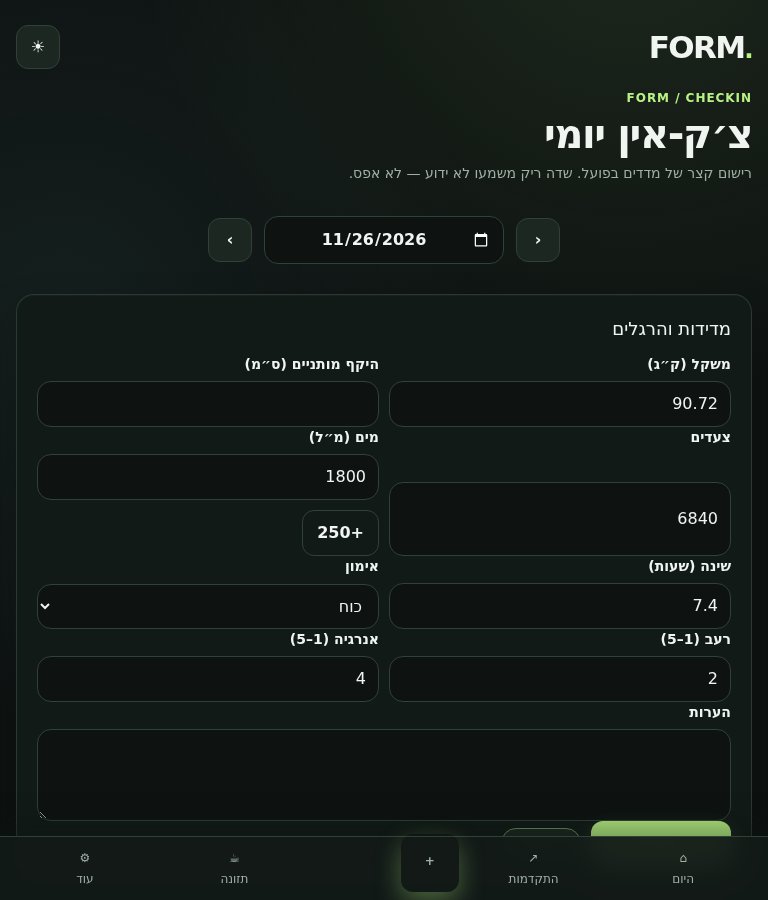 FORM.
FORM / CHECKIN
צ׳ק-אין יומי
רישום קצר של מדדים בפועל. שדה ריק משמעו לא ידוע — לא אפס.
11/26/2026
מדידות והרגלים
משקל (ק״ג)
היקף מותניים (ס״מ)
90.72
צעדים
מים (מ״ל)
6840
1800
250+
שינה (שעות)
אימון
7.4
כוח
רעב (1–5)
אנרגיה (1–5)
2
4
הערות
היום
התקדמות
+
תזונה
עוד